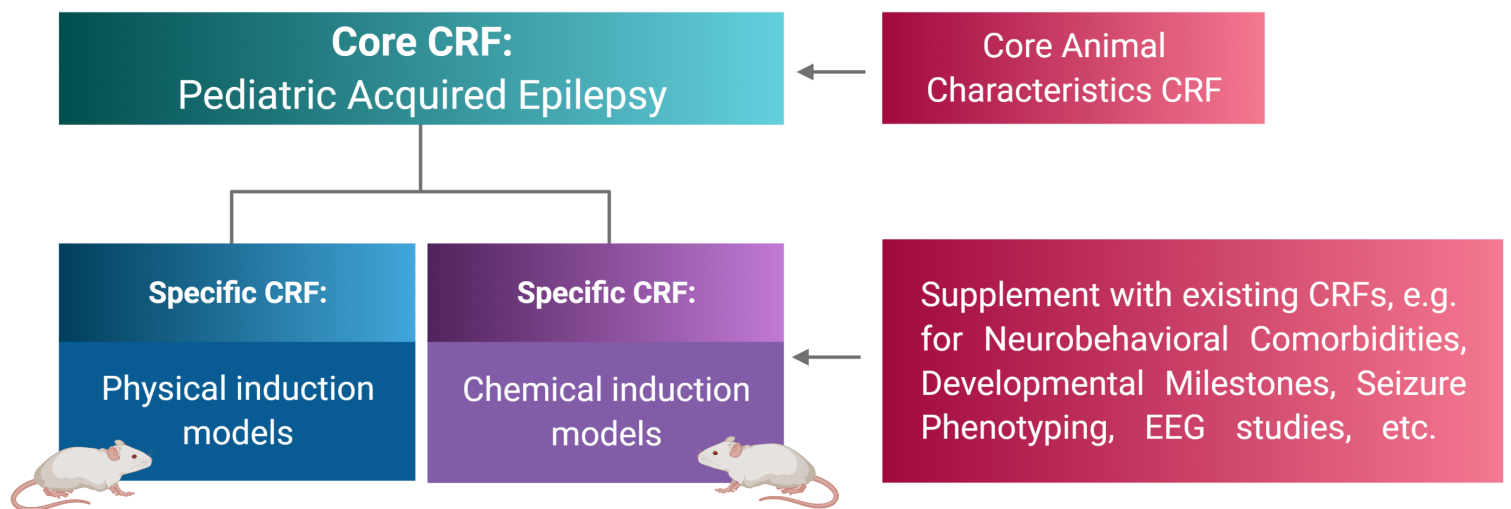 Core CRF:
Pediatric Acquired Epilepsy
Core Animal
Characteristics CRF
Specific CRF:
Physical induction
models
Specific CRF:
Chemical induction
models
Supplement with existing CRFs, e.g.
for Neurobehavioral Comorbidities,
Developmental Milestones, Seizure
Phenotyping, EEG studies, etc.